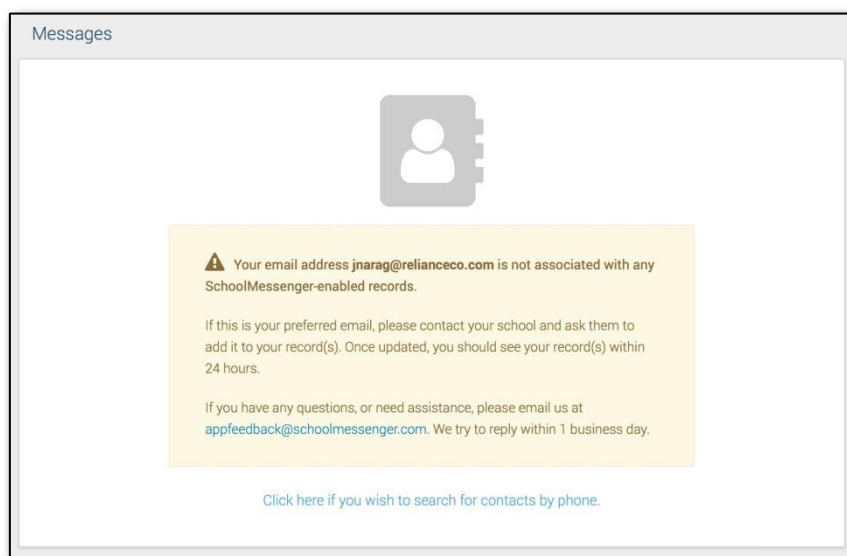 Messages
Your email address jnarag@relianceco.com is not associated with any
SchoolMessenger-enabled records.
If this is your preferred email, please contact your school and ask them to
add it to your record(s). Once updated, you should see your record(s) within
24 hours.
If you have any questions, or need assistance, please email us at
appfeedback@schoolmessenger.com. We try to reply within 1 business day.
Click here if you wish to search for contacts by phone.